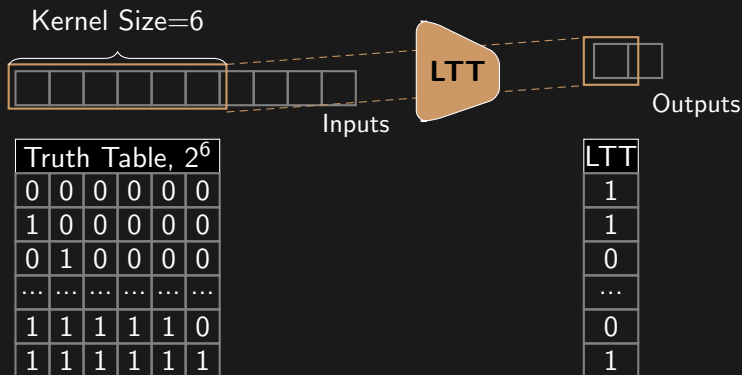 Kernel Size=6
LTT
Inputs
Outputs
Truth Table, 2^6
LTT
0 0 0 0 0 0 1
1 0 0 0 0 0 1
0 1 0 0 0 0 0
... ... ... ... ... ... ...
1 1 1 1 1 0 0
1 1 1 1 1 1 1